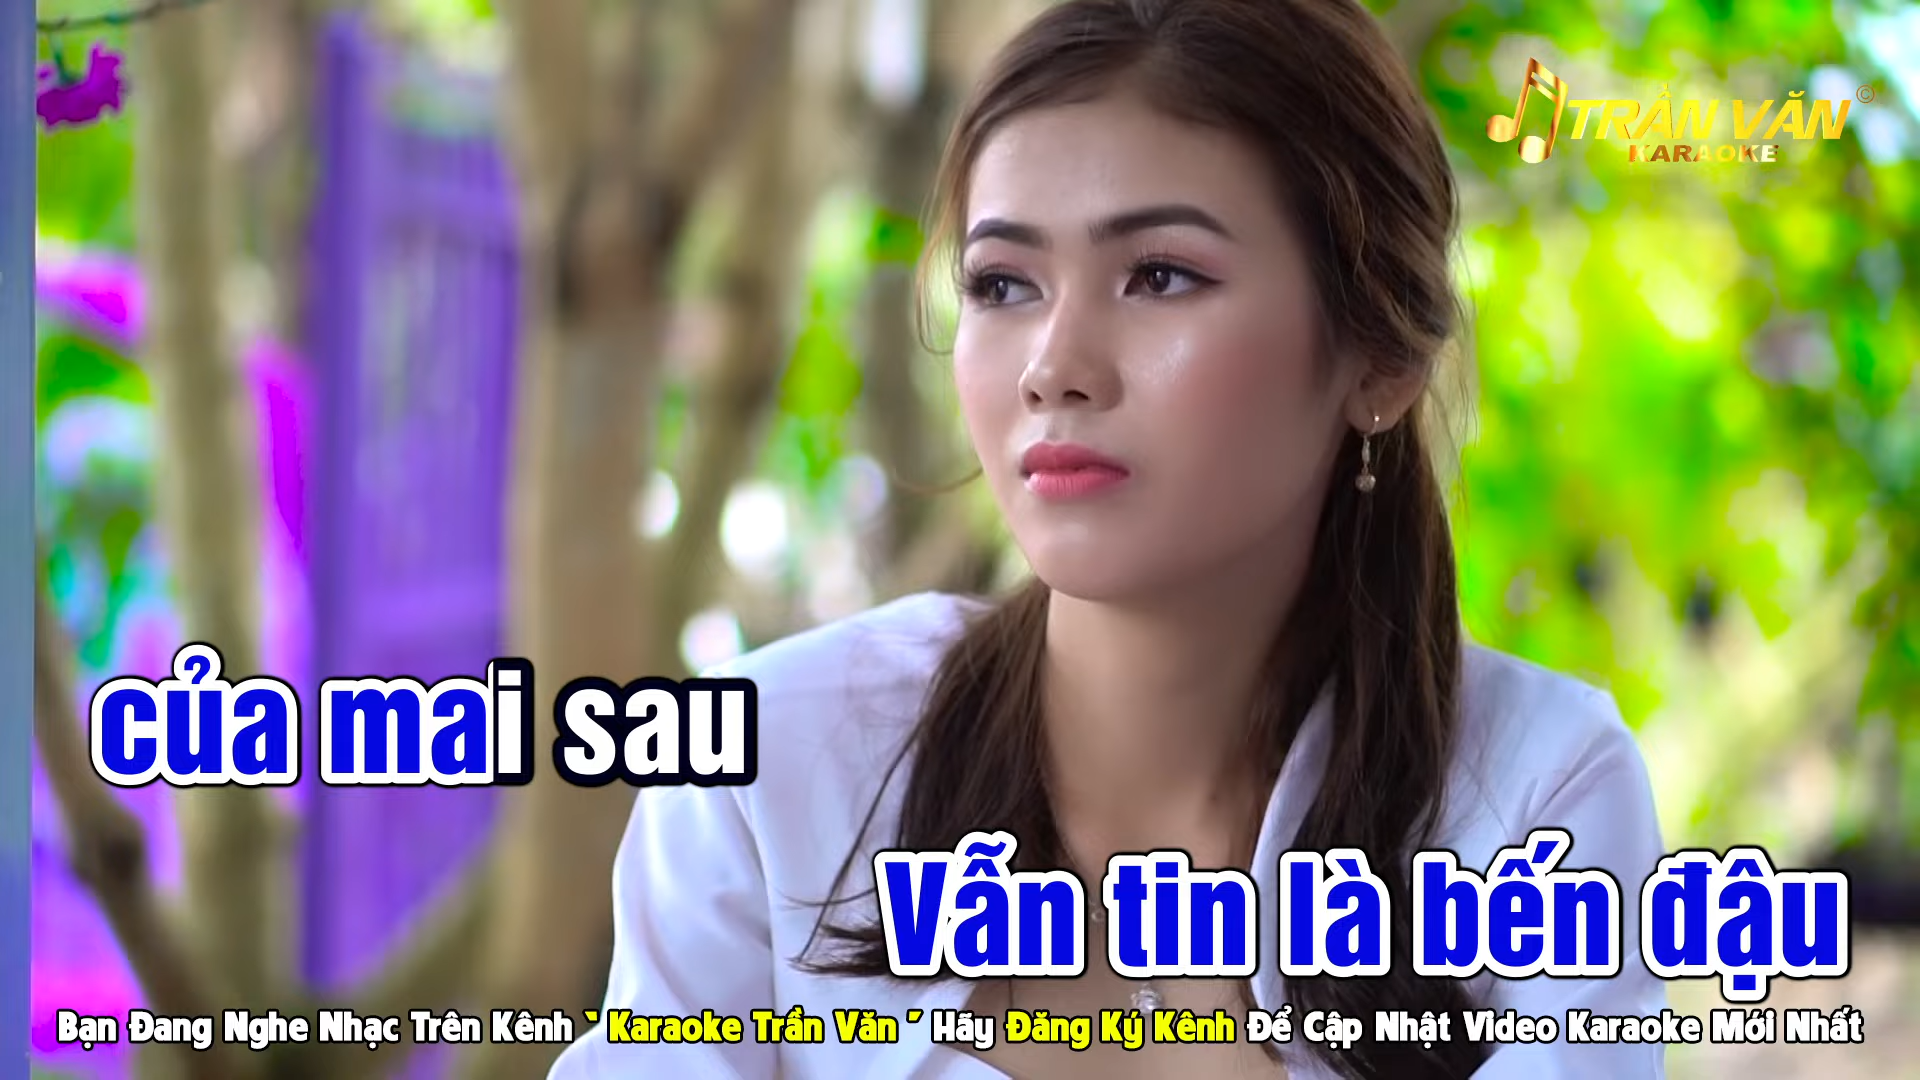 TRẦN VĂN ©
KARAOKE
của mai sau
Vẫn tin là bến đậu
Bạn Đang Nghe Nhạc Trên Kênh ‘ Karaoke Trần Văn ’ Hãy Đăng Ký Kênh Để Cập Nhật Video Karaoke Mới Nhất